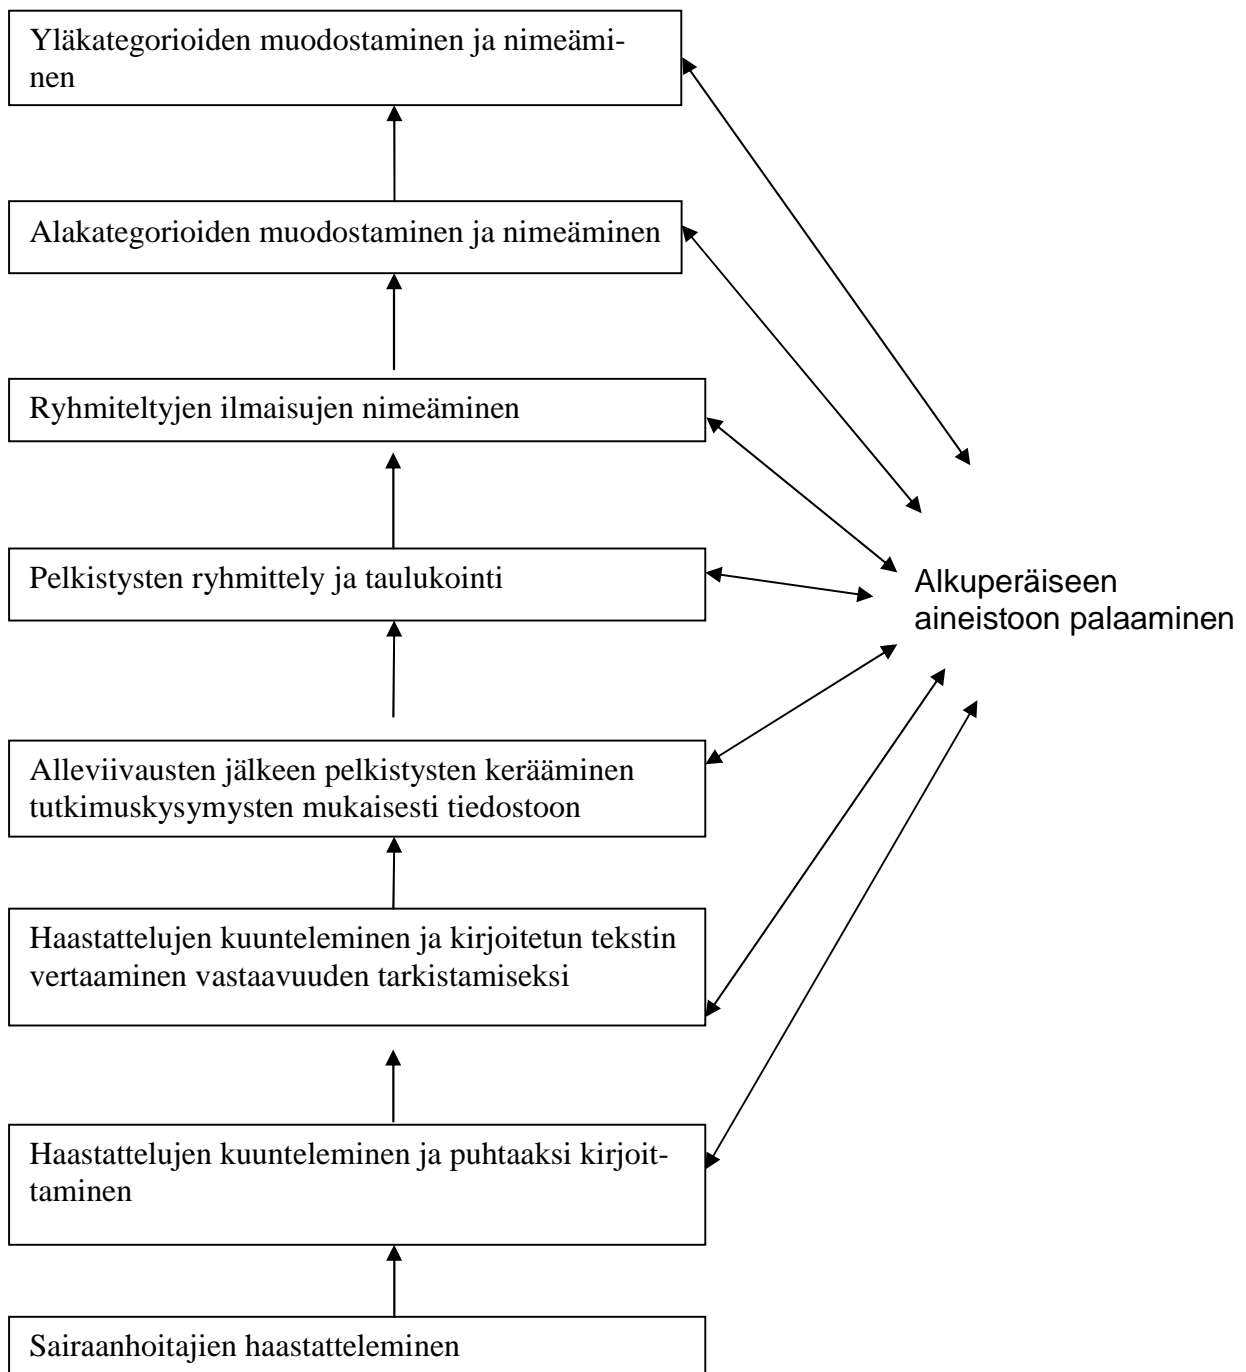 Yläkategorioiden muodostaminen ja nimeämi-
nen
Alakategorioiden muodostaminen ja nimeäminen
Ryhmiteltyjen ilmaisujen nimeäminen
Pelkistysten ryhmittely ja taulukointi
Alkuperäiseen
aineistoon palaaminen
Alleviivausten jälkeen pelkistysten kerääminen
tutkimuskysymysten mukaisesti tiedostoon
Haastattelujen kuunteleminen ja kirjoitetun tekstin
vertaaminen vastaavuuden tarkistamiseksi
Haastattelujen kuunteleminen ja puhtaaksi kirjoit-
taminen
Sairaanhoitajien haastatteleminen